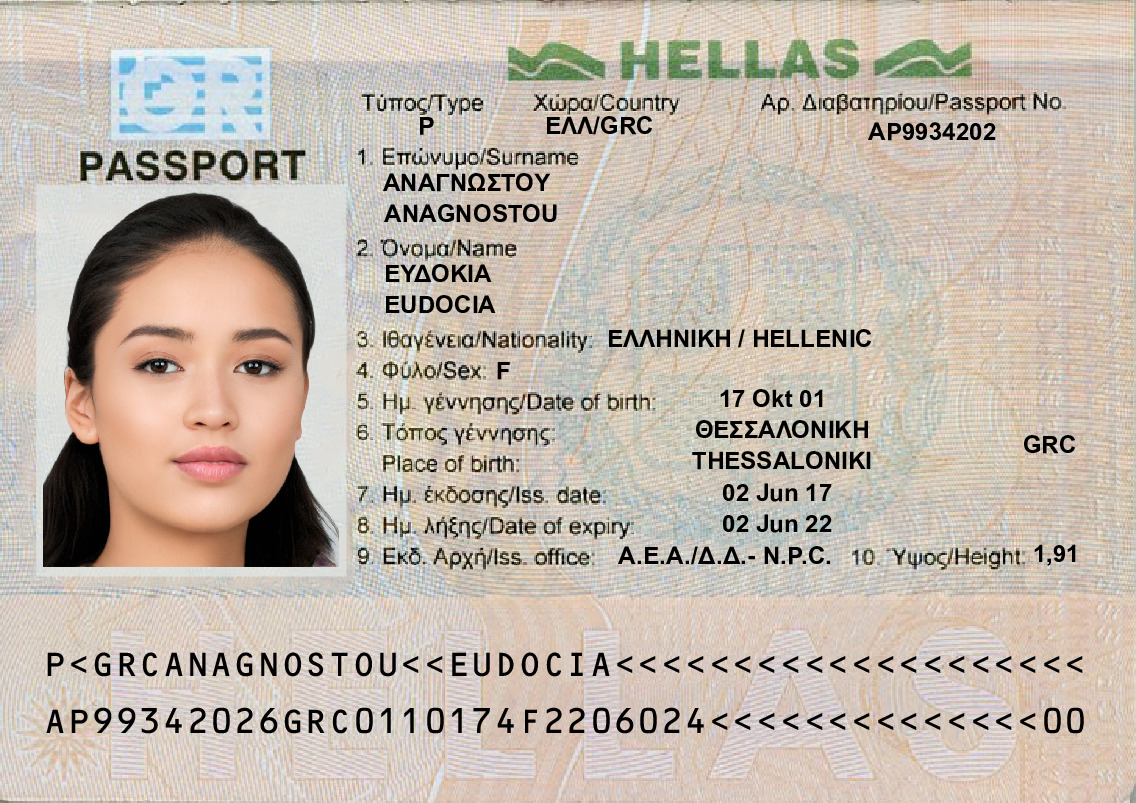 GR
HELLAS
PASSPORT
Τύπος/Type Χώρα/Country Αρ. Διαβατηρίου/Passport No.
P ΕΛΛ/GRC AP9934202
1. Επώνυμο/Surname
ΑΝΑΓΝΩΣΤΟΥ
ANAGNOSTOU
2. Όνομα/Name
ΕΥΔΟΚΙΑ
EUDOCIA
3. Ιθαγένεια/Nationality: ΕΛΛΗΝΙΚΗ / HELLENIC
4. Φύλο/Sex: F
5. Ημ. γέννησης/Date of birth: 17 Okt 01
6. Τόπος γέννησης: ΘΕΣΣΑΛΟΝΙΚΗ GRC
Place of birth: THESSALONIKI
7. Ημ. έκδοσης/Iss. date: 02 Jun 17
8. Ημ. λήξης/Date of expiry: 02 Jun 22
9 Εκδ. Αρχή/Iss. office: Α.Ε.Α./Δ.Δ.- N.P.C. 10. Ύψος/Height: 1,91
HELLAS
P<GRCANAGNOSTOU<<EUDOCIA<<<<<<<<<<<<<<<<<<<<
AP99342026GRC0110174F2206024<<<<<<<<<<<<<<00